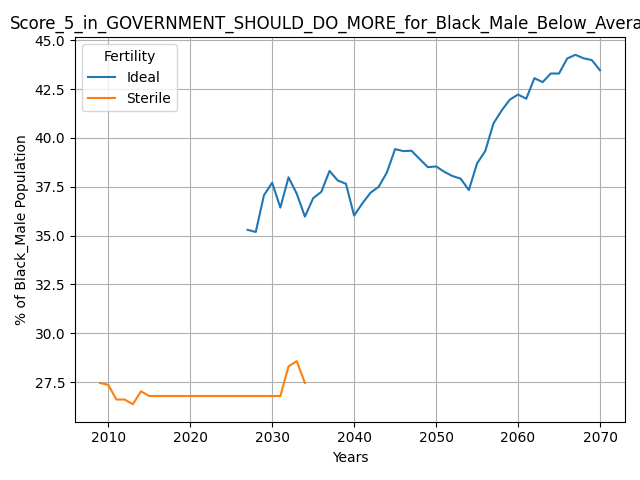 Score_5_in_GOVERNMENT_SHOULD_DO_MORE_for_Black_Male_Below_Avera
Fertility
Ideal
Sterile
45.0
42.5
40.0
37.5
35.0
32.5
30.0
27.5
% of Black_Male Population
2010 2020 2030 2040 2050 2060 2070
Years